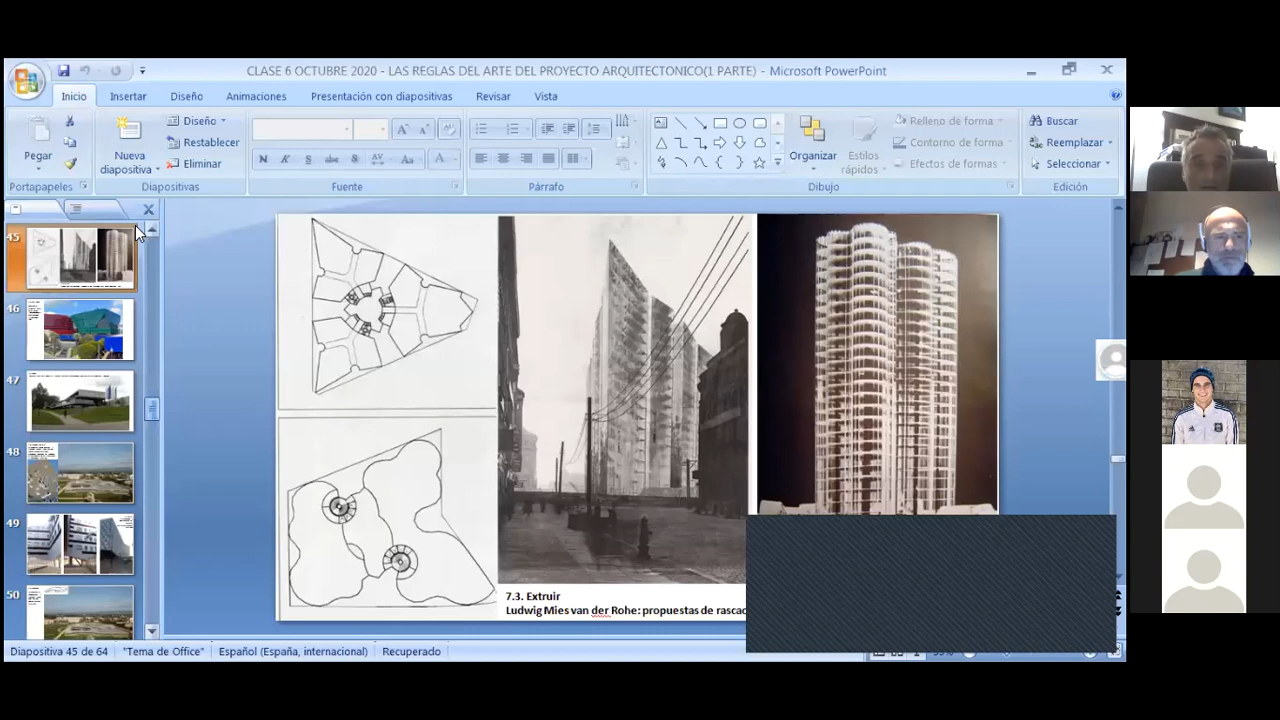 CLASE 6 OCTUBRE 2020 - LAS REGLAS DEL ARTE DEL PROYECTO ARQUITECTONICO(1 PARTE) - Microsoft PowerPoint
Inicio Insertar Diseño Animaciones Presentación con diapositivas Revisar Vista
Pegar
Nueva diapositiva
Diseño
Restablecer
Eliminar
Organizar
Estilos rápidos
Relleno de forma
Contorno de forma
Efectos de formas
Buscar
Reemplazar
Seleccionar
Portapapeles Diapositivas Fuente Párrafo Dibujo Edición
45
46
47
48
49
50
7.3. Extruir
Ludwig Mies van der Rohe: propuestas de rascac
Diapositiva 45 de 64 "Tema de Office" Español (España, internacional) Recuperado